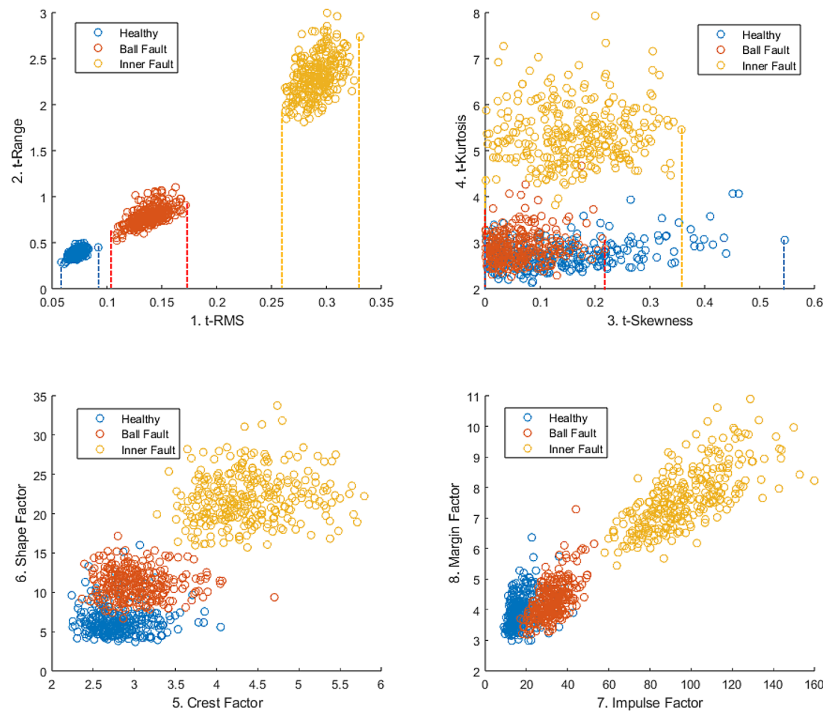 3
2.5
2
1.5
1
0.5
0
2. t-Range
Healthy
Ball Fault
Inner Fault
0.05 0.1 0.15 0.2 0.25 0.3 0.35
1. t-RMS
8
7
6
5
4
3
2
4. t-Kurtosis
Healthy
Ball Fault
Inner Fault
0 0.1 0.2 0.3 0.4 0.5 0.6
3. t-Skewness
35
30
25
20
15
10
5
0
6. Shape Factor
Healthy
Ball Fault
Inner Fault
2 2.5 3 3.5 4 4.5 5 5.5 6
5. Crest Factor
11
10
9
8
7
6
5
4
3
2
8. Margin Factor
Healthy
Ball Fault
Inner Fault
0 20 40 60 80 100 120 140 160
7. Impulse Factor